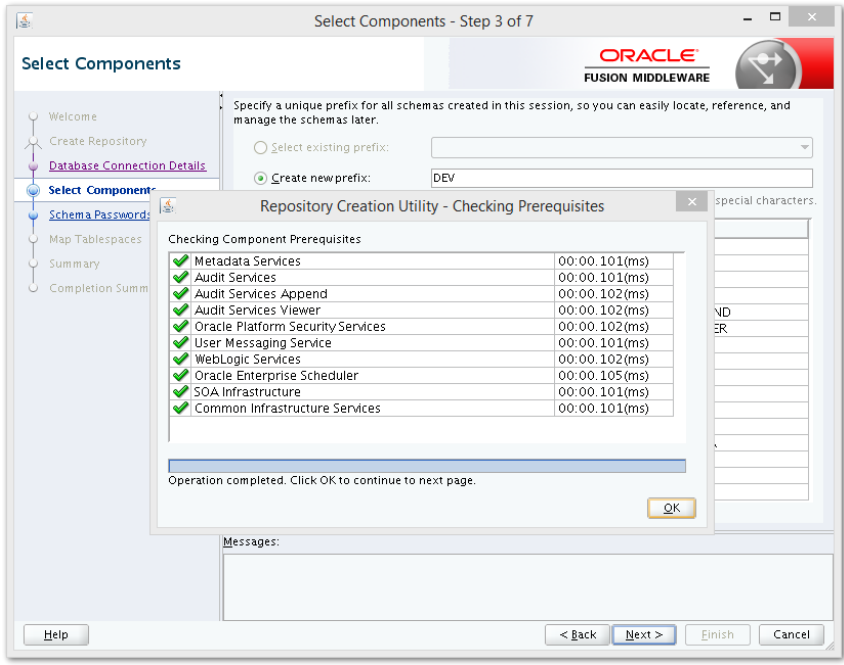 Select Components - Step 3 of 7
Select Components
ORACLE
FUSION MIDDLEWARE
Welcome
Create Repository
Database Connection Details
Select Components
Schema Passwords
Map Tablespaces
Summary
Completion Summ
Specify a unique prefix for all schemas created in this session, so you can easily locate, reference, and
manage the schemas later.
Select existing prefix:
Create new prefix:
DEV
special characters.
ND
ER
Repository Creation Utility - Checking Prerequisites
Checking Component Prerequisites
Metadata Services 00:00.101(ms)
Audit Services 00:00.101(ms)
Audit Services Append 00:00.102(ms)
Audit Services Viewer 00:00.102(ms)
Oracle Platform Security Services 00:00.102(ms)
User Messaging Service 00:00.101(ms)
WebLogic Services 00:00.102(ms)
Oracle Enterprise Scheduler 00:00.105(ms)
SOA Infrastructure 00:00.101(ms)
Common Infrastructure Services 00:00.101(ms)
Operation completed. Click OK to continue to next page.
OK
Messages:
Help
< Back
Next >
Finish
Cancel